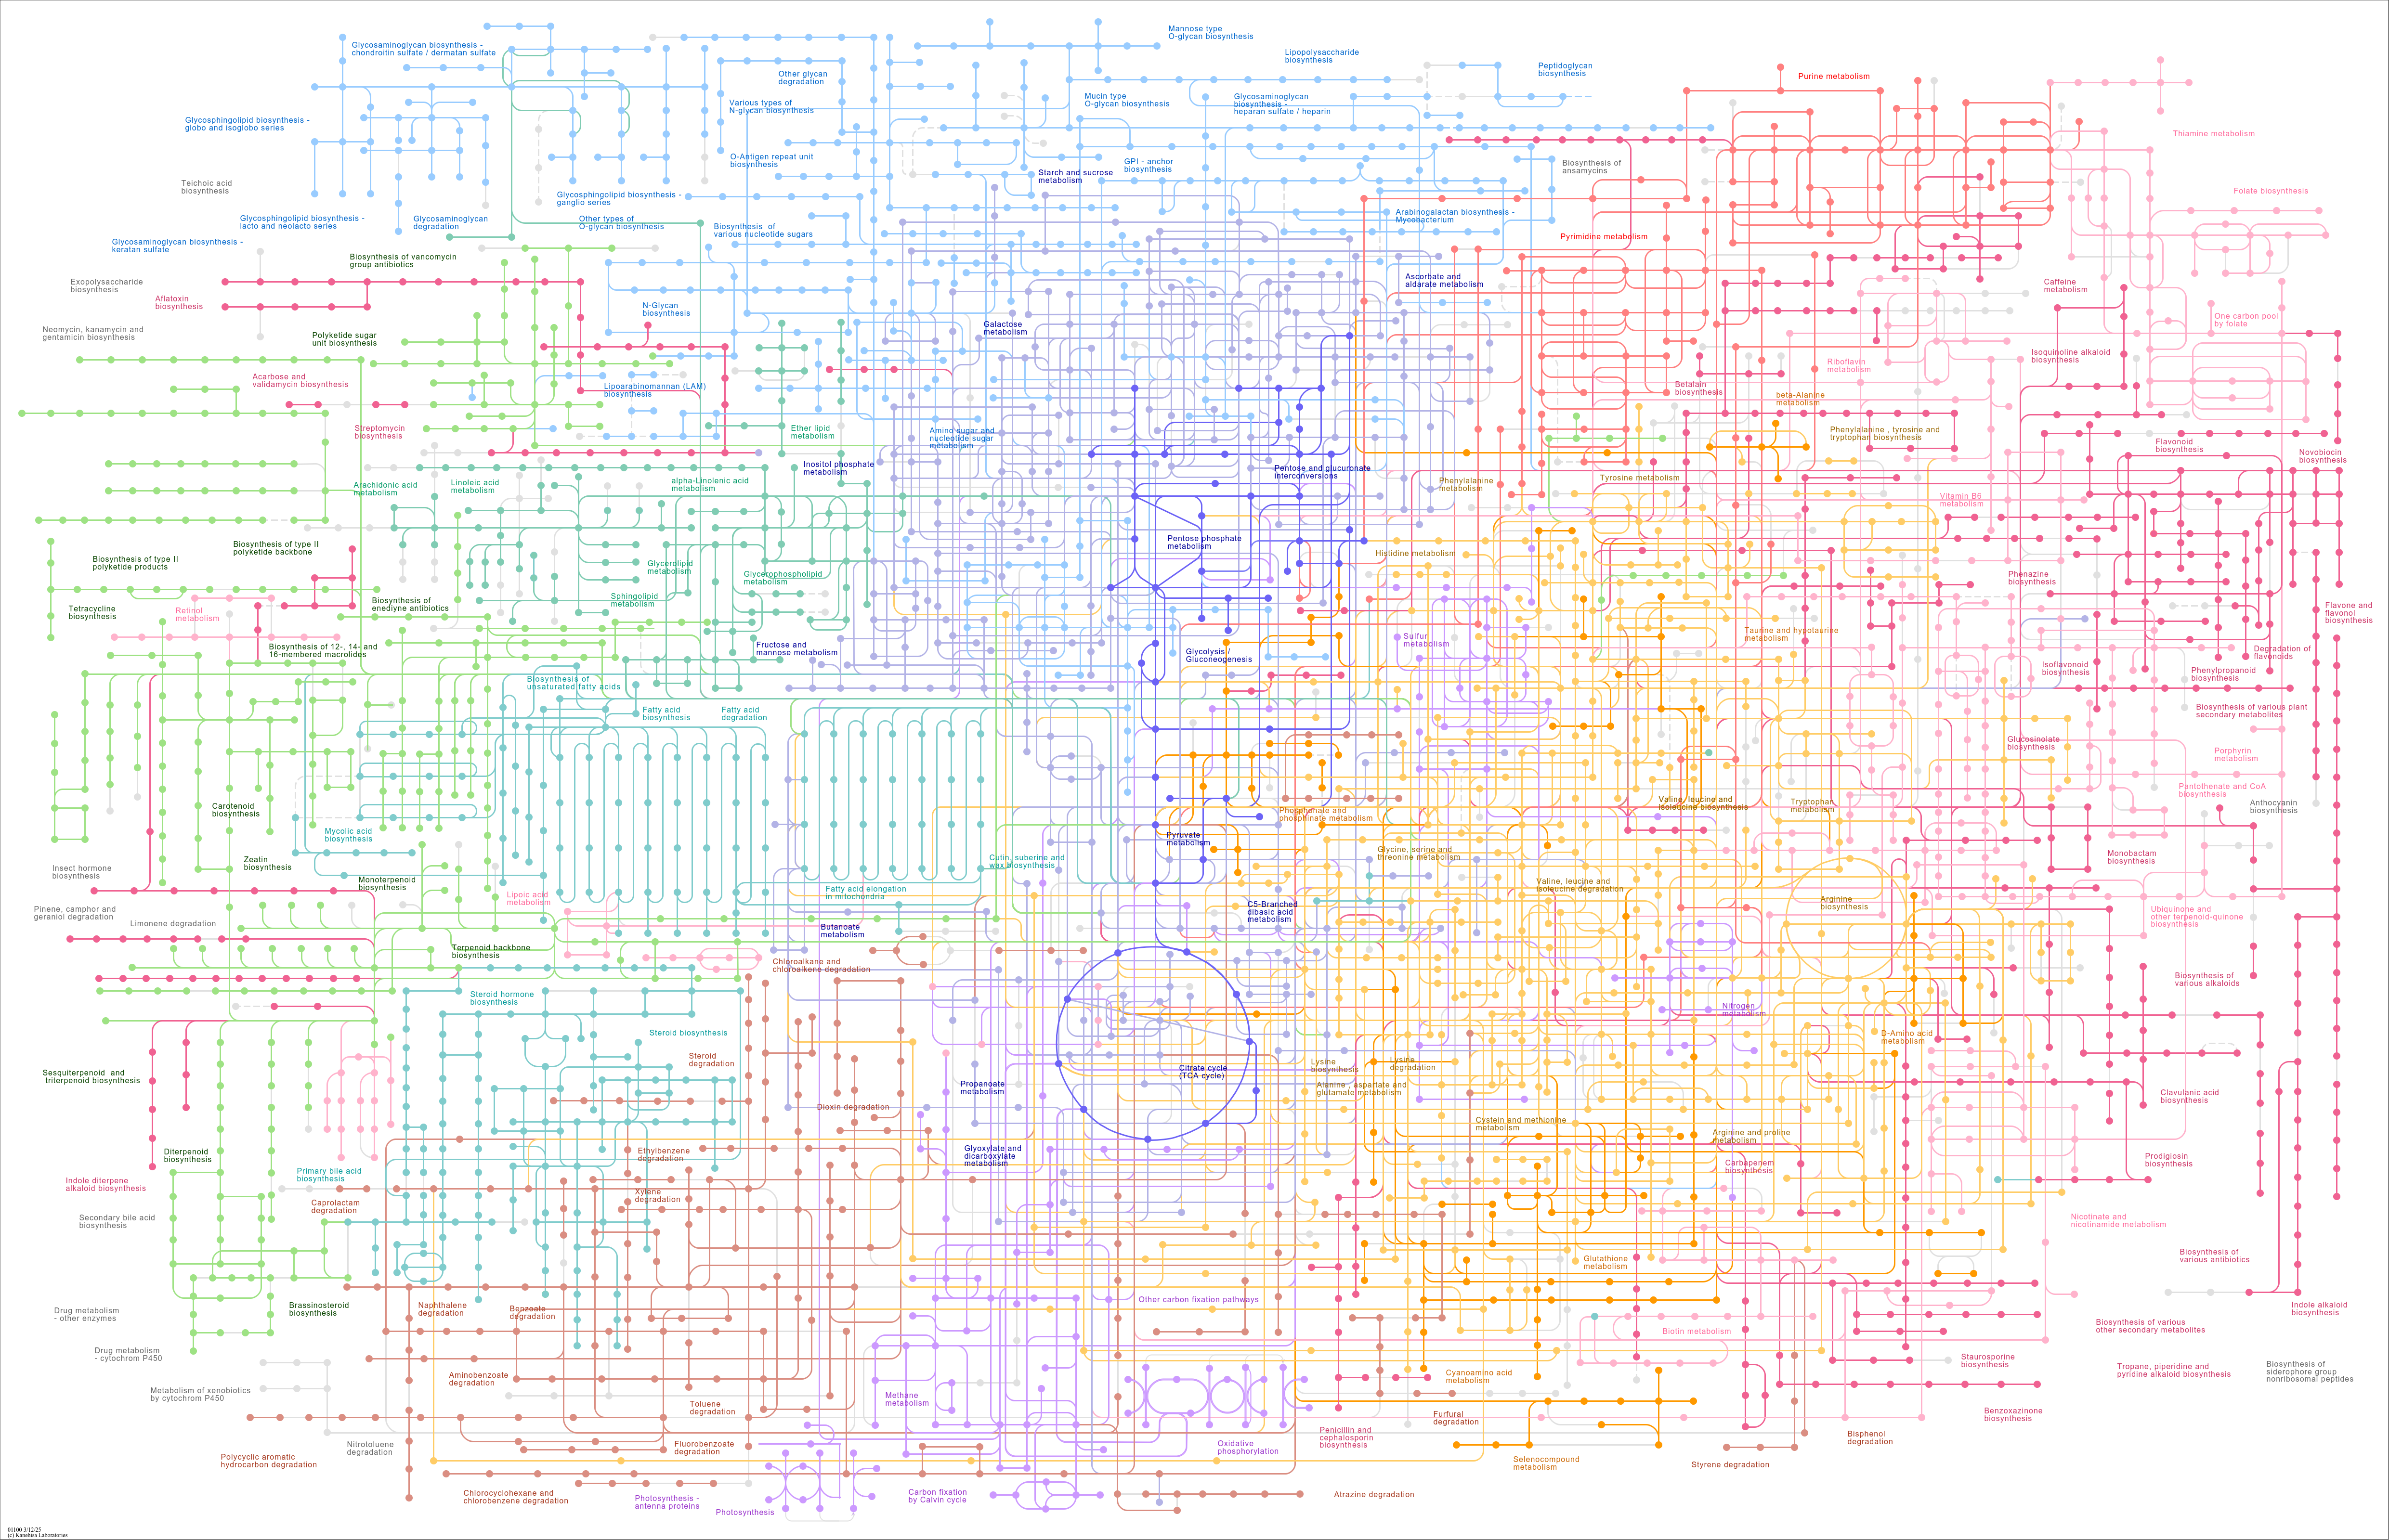 Glycosaminoglycan biosynthesis -
chondroitin sulfate / dermatan sulfate
Mannose type
O-glycan biosynthesis
Lipopolysaccharide
biosynthesis
Peptidoglycan
biosynthesis
Purine metabolism
Other glycan
degradation
Various types of
N-glycan biosynthesis
Mucin type
O-glycan biosynthesis
Glycosaminoglycan
biosynthesis -
heparan sulfate / heparin
Glycosphingolipid biosynthesis -
globo and isoglobo series
Thiamine metabolism
O-Antigen repeat unit
biosynthesis
GPI - anchor
biosynthesis
Biosynthesis of
ansamycins
Starch and sucrose
metabolism
Teichoic acid
biosynthesis
Glycosphingolipid biosynthesis -
ganglio series
Folate biosynthesis
Glycosphingolipid biosynthesis -
lacto and neolacto series
Glycosaminoglycan
degradation
Other types of
O-glycan biosynthesis
Biosynthesis of
various nucleotide sugars
Arabinogalactan biosynthesis -
Mycobacterium
Pyrimidine metabolism
Glycosaminoglycan biosynthesis -
keratan sulfate
Biosynthesis of vancomycin
group antibiotics
Exopolysaccharide
biosynthesis
Aflatoxin
biosynthesis
N-Glycan
biosynthesis
Ascorbate and
aldarate metabolism
Caffeine
metabolism
Neomycin, kanamycin and
gentamicin biosynthesis
Polyketide sugar
unit biosynthesis
Galactose
metabolism
One carbon pool
by folate
Acarbose and
validamycin biosynthesis
Lipoarabinomannan (LAM)
biosynthesis
Isoquinoline alkaloid
biosynthesis
Riboflavin
metabolism
Betalain
biosynthesis
beta-Alanine
metabolism
Streptomycin
biosynthesis
Ether lipid
metabolism
Amino sugar and
nucleotide sugar
metabolism
Phenylalanine , tyrosine and
tryptophan biosynthesis
Flavonoid
biosynthesis
Novobiocin
biosynthesis
Inositol phosphate
metabolism
Pentose and glucuronate
interconversions
Arachidonic acid
metabolism
Linoleic acid
metabolism
alpha-Linolenic acid
metabolism
Phenylalanine
metabolism
Tyrosine metabolism
Vitamin B6
metabolism
Biosynthesis of type II
polyketide products
Biosynthesis of type II
polyketide backbone
Pentose phosphate
metabolism
Histidine metabolism
Glycerolipid
metabolism
Glycerophospholipid
metabolism
Phenazine
biosynthesis
Tetracycline
biosynthesis
Retinol
metabolism
Biosynthesis of
enediyne antibiotics
Sphingolipid
metabolism
Flavone and
flavonol
biosynthesis
Biosynthesis of 12-, 14- and
16-membered macrolides
Fructose and
mannose metabolism
Glycolysis /
Gluconeogenesis
Sulfur
metabolism
Taurine and hypotaurine
metabolism
Degradation of
flavonoids
Isoflavonoid
biosynthesis
Phenylpropanoid
biosynthesis
Biosynthesis of
unsaturated fatty acids
Fatty acid
biosynthesis
Fatty acid
degradation
Biosynthesis of various plant
secondary metabolites
Glucosinolate
biosynthesis
Porphyrin
metabolism
Pantothenate and CoA
biosynthesis
Anthocyanin
biosynthesis
Carotenoid
biosynthesis
Mycolic acid
biosynthesis
Phosphonate and
phosphinate metabolism
Valine, leucine and
isoleucine biosynthesis
Tryptophan
metabolism
Pyruvate
metabolism
Glycine, serine and
threonine metabolism
Zeatin
biosynthesis
Cutin, suberine and
wax biosynthesis
Monobactam
biosynthesis
Insect hormone
biosynthesis
Monoterpenoid
biosynthesis
Lipoic acid
metabolism
Fatty acid elongation
in mitochondria
Valine, leucine and
isoleucine degradation
Arginine
biosynthesis
Pinene, camphor and
geraniol degradation
Limonene degradation
C5-Branched
dibasic acid
metabolism
Butanoate
metabolism
Ubiquinone and
other terpenoid-quinone
biosynthesis
Terpenoid backbone
biosynthesis
Chloroalkane and
chloroalkene degradation
Biosynthesis of
various alkaloids
Steroid hormone
biosynthesis
Nitrogen
metabolism
Steroid biosynthesis
D-Amino acid
metabolism
Steroid
degradation
Lysine
biosynthesis
Lysine
degradation
Citrate cycle
(TCA cycle)
Sesquiterpenoid and
triterpenoid biosynthesis
Propanoate
metabolism
Alanine , aspartate and
glutamate metabolism
Clavulanic acid
biosynthesis
Dioxin degradation
Cystein and methionine
metabolism
Arginine and proline
metabolism
Diterpenoid
biosynthesis
Ethylbenzene
degradation
Glyoxylate and
dicarboxylate
metabolism
Prodigiosin
biosynthesis
Carbapenem
biosynthesis
Primary bile acid
biosynthesis
Indole diterpene
alkaloid biosynthesis
Xylene
degradation
Caprolactam
degradation
Secondary bile acid
biosynthesis
Nicotinate and
nicotinamide metabolism
Biosynthesis of
various antibiotics
Glutathione
metabolism
Other carbon fixation pathways
Drug metabolism
- other enzymes
Brassinosteroid
biosynthesis
Naphthalene
degradation
Benzoate
degradation
Indole alkaloid
biosynthesis
Biosynthesis of various
other secondary metabolites
Biotin metabolism
Drug metabolism
- cytochrom P450
Staurosporine
biosynthesis
Tropane, piperidine and
pyridine alkaloid biosynthesis
Biosynthesis of
siderophore group
nonribosomal peptides
Aminobenzoate
degradation
Cyanoamino acid
metabolism
Metabolism of xenobiotics
by cytochrom P450
Methane
metabolism
Toluene
degradation
Benzoxazinone
biosynthesis
Furfural
degradation
Penicillin and
cephalosporin
biosynthesis
Bisphenol
degradation
Nitrotoluene
degradation
Fluorobenzoate
degradation
Oxidative
phosphorylation
Polycyclic aromatic
hydrocarbon degradation
Selenocompound
metabolism
Styrene degradation
Chlorocyclohexane and
chlorobenzene degradation
Photosynthesis -
antenna proteins
Carbon fixation
by Calvin cycle
Atrazine degradation
Photosynthesis
01100 3/12/25
(c) Kanehisa Laboratories